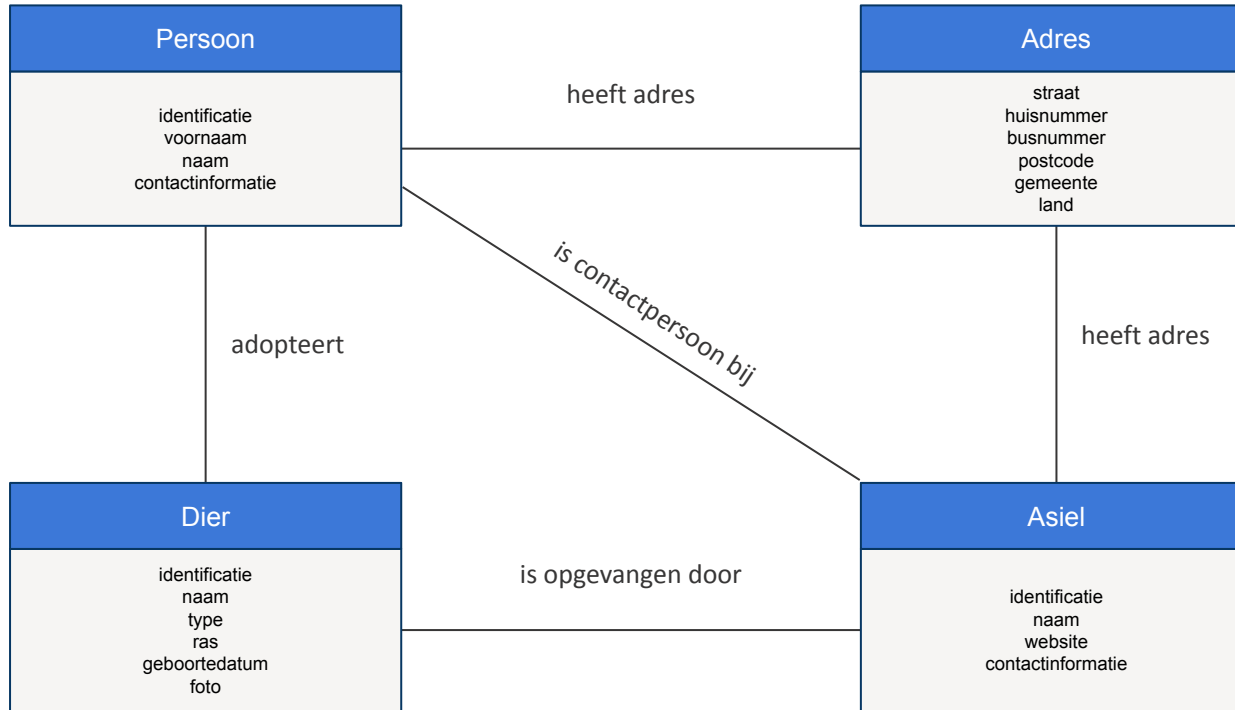 Persoon
identificatie
voornaam
naam
contactinformatie
heeft adres
Adres
straat
huisnummer
busnummer
postcode
gemeente
land
is contactpersoon bij
adopteert
heeft adres
Dier
identificatie
naam
type
ras
geboortedatum
foto
is opgevangen door
Asiel
identificatie
naam
website
contactinformatie